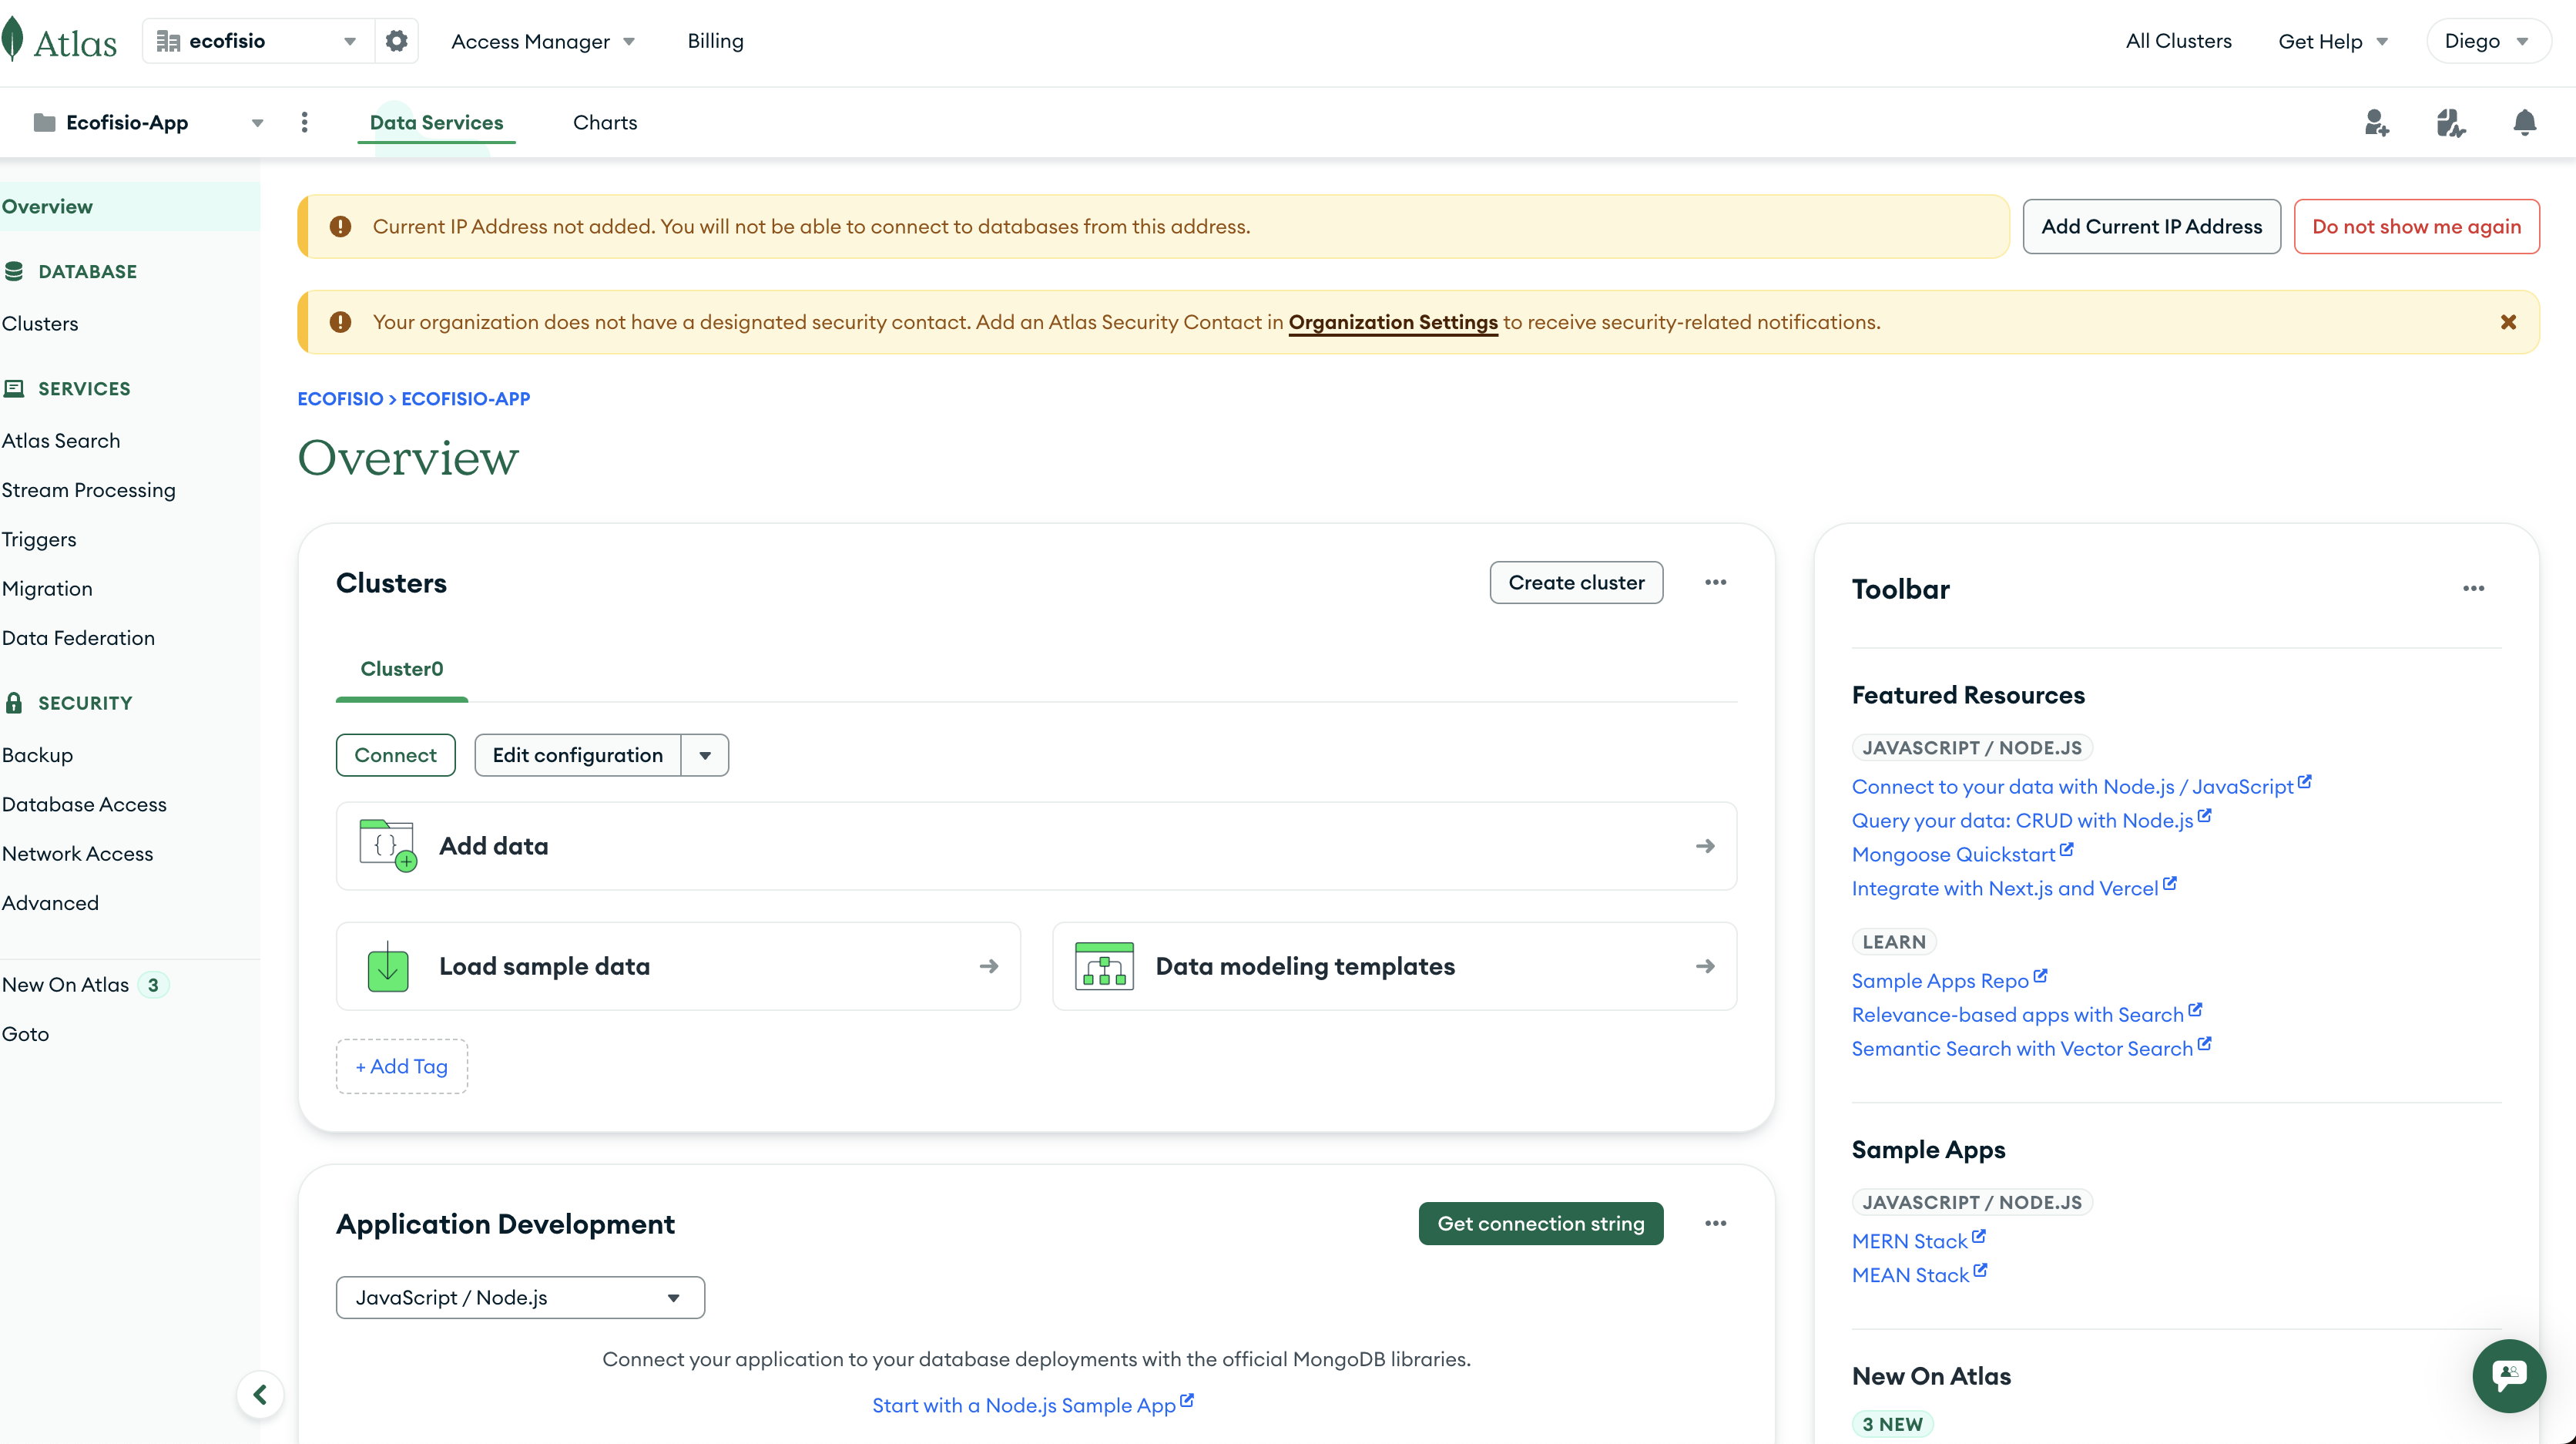 Atlas
ecofisio
Access Manager
Billing
All Clusters
Get Help
Diego
Ecofisio-App
Data Services
Charts
Overview
DATABASE
Clusters
SERVICES
Atlas Search
Stream Processing
Triggers
Migration
Data Federation
SECURITY
Backup
Database Access
Network Access
Advanced
New On Atlas 3
Goto
Current IP Address not added. You will not be able to connect to databases from this address.
Add Current IP Address
Do not show me again
Your organization does not have a designated security contact. Add an Atlas Security Contact in Organization Settings to receive security-related notifications.
ECOFISIO > ECOFISIO-APP
Overview
Clusters
Create cluster
Cluster0
Connect
Edit configuration
Add data
Load sample data
Data modeling templates
+ Add Tag
Application Development
Get connection string
JavaScript / Node.js
Connect your application to your database deployments with the official MongoDB libraries.
Start with a Node.js Sample App
Toolbar
Featured Resources
JAVASCRIPT / NODE.JS
Connect to your data with Node.js / JavaScript
Query your data: CRUD with Node.js
Mongoose Quickstart
Integrate with Next.js and Vercel
LEARN
Sample Apps Repo
Relevance-based apps with Search
Semantic Search with Vector Search
Sample Apps
JAVASCRIPT / NODE.JS
MERN Stack
MEAN Stack
New On Atlas
3 NEW